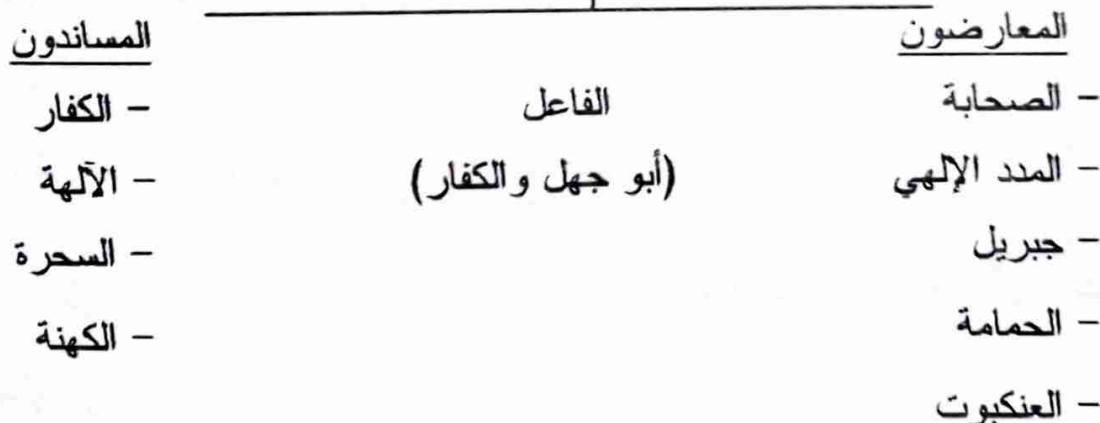 المعارضون
المساندون
– الصحابة
الفاعل
– الكفار
– المدد الإلهي
(أبو جهل والكفار)
– الآلهة
– جبريل
– السحرة
– الحمامة
– الكهنة
– العنكبوت